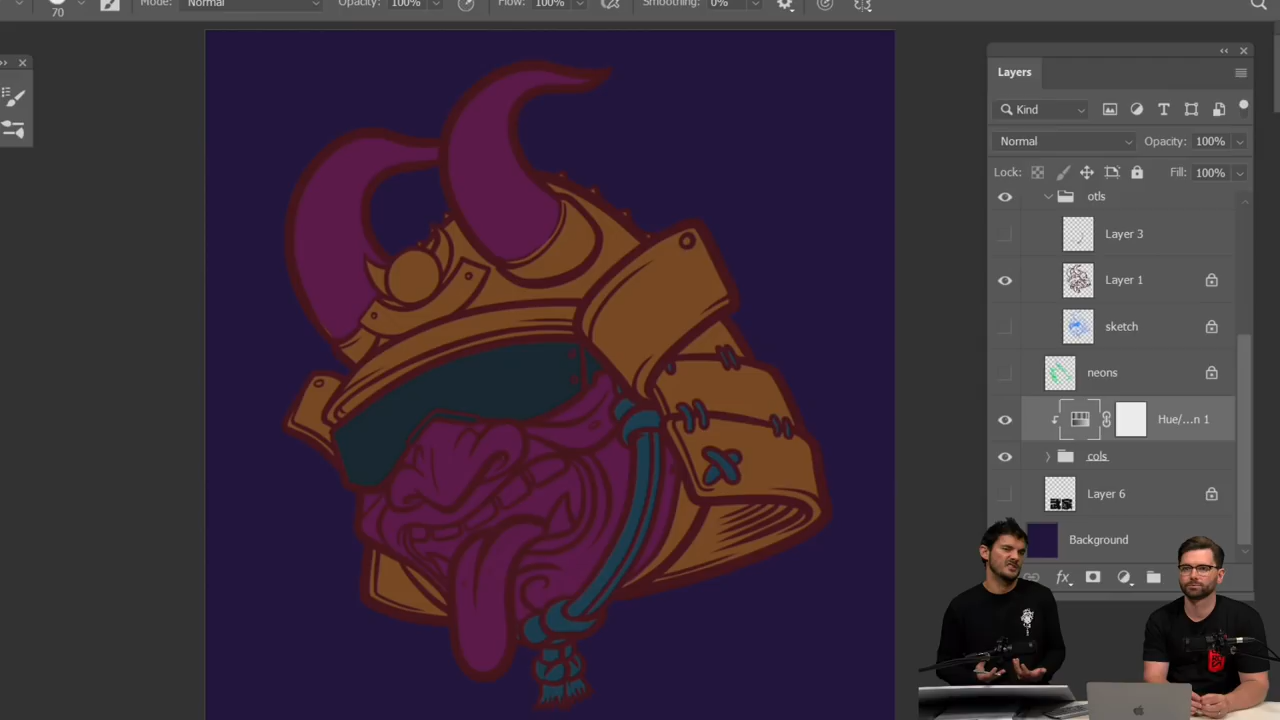 Mode: Normal Opacity: 100% Flow: 100% Smoothing: 0%
70
Layers
Kind
Normal Opacity: 100%
Lock: Fill: 100%
otls
Layer 3
Layer 1
sketch
neons
Hue/...n 1
cols
Layer 6
Background
fx